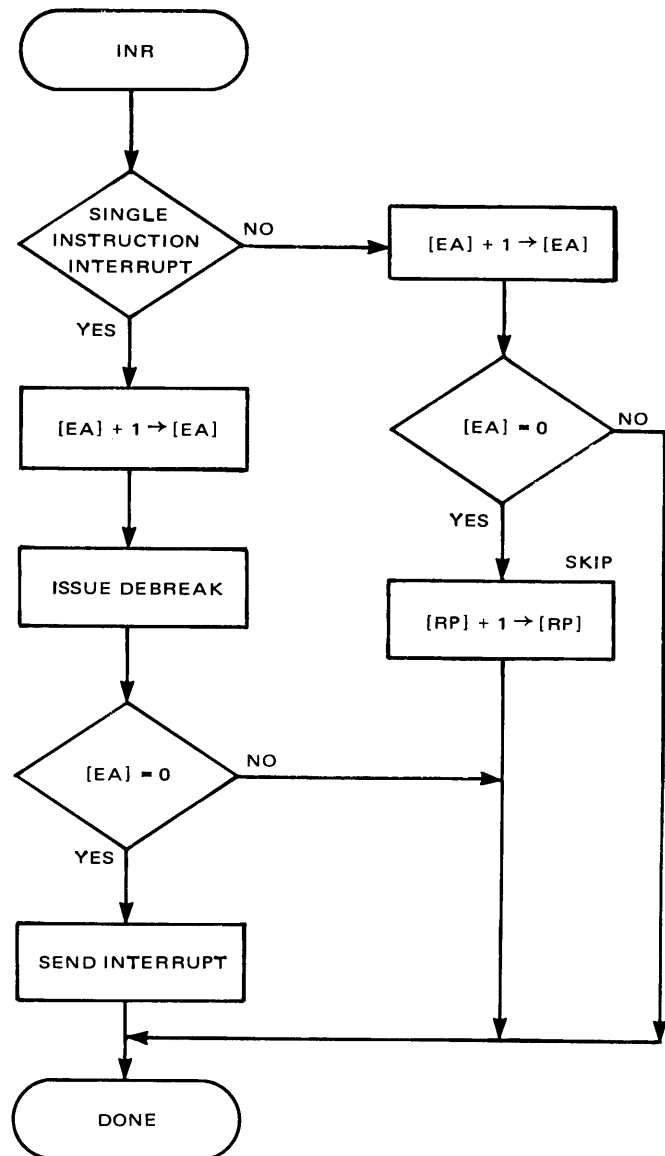 INR
SINGLE
INSTRUCTION
INTERRUPT
NO
YES
[EA] + 1 → [EA]
[EA] = 0
NO
YES
SKIP
[RP] + 1 → [RP]
[EA] + 1 → [EA]
ISSUE DEBREAK
[EA] = 0
NO
YES
SEND INTERRUPT
DONE